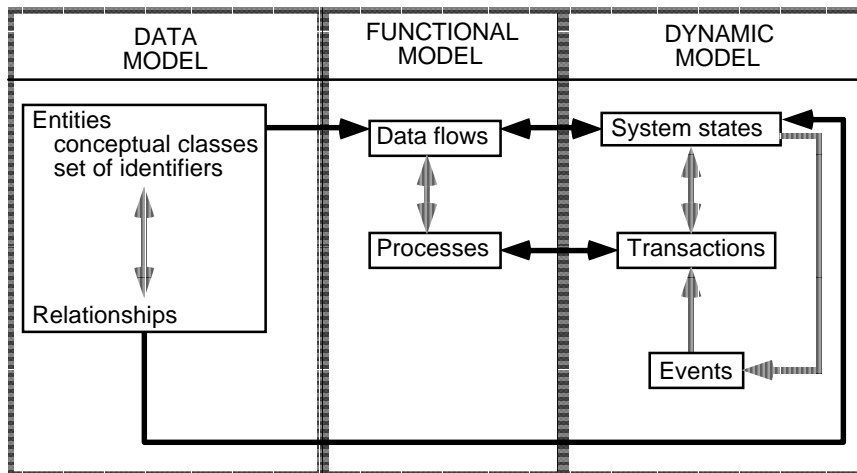 DATA
MODEL
FUNCTIONAL
MODEL
DYNAMIC
MODEL
Entities
conceptual classes
set of identifiers
Relationships
Data flows
Processes
System states
Transactions
Events